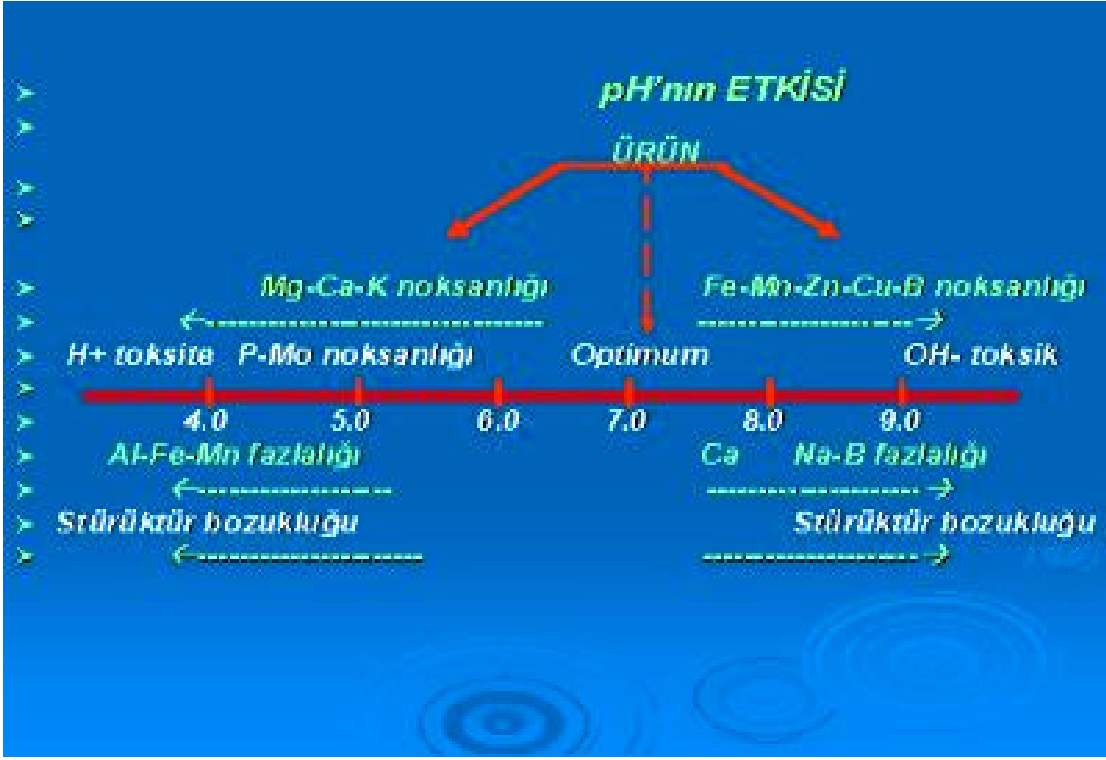 pH'nın ETKİSİ
ÜRÜN
Mg-Ca-K noksanlığı Fe-Mn-Zn-Cu-B noksanlığı
H+ toksite P-Mo noksanlığı Optimum OH- toksik
4.0 5.0 6.0 7.0 8.0 9.0
Al-Fe-Mn fazlalığı Ca Na-B fazlalığı
Stürüktür bozukluğu Stürüktür bozukluğu